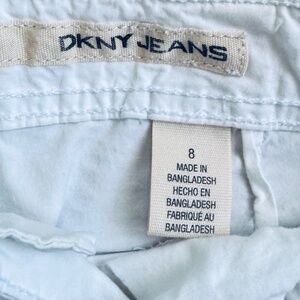 DKNY JEANS
8
MADE IN
BANGLADESH
HECHO EN
BANGLADESH
FABRIQUÉ AU
BANGLADESH